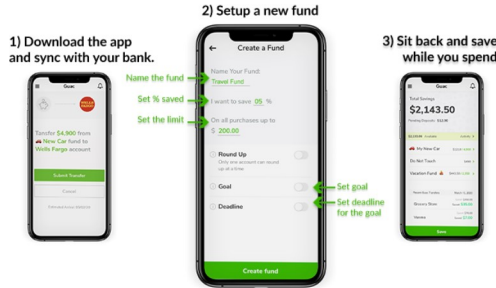 2) Setup a new fund
1) Download the app
and sync with your bank.
3) Sit back and save
while you spend
Transfer $4,900 from
New Car fund to
Wells Fargo account
Submit Transfer
Cancel
Name the fund
Set % saved
Set the limit
Create a Fund
Name Your Fund:
Travel Fund
I want to save 05 %
On all purchases up to
$ 200.00
Round Up
Only one account can round
up at a time
Goal
Deadline
Create fund
Set goal
Set deadline
for the goal
Total Savings
$2,143.50
My New Car
Do Not Touch
Vacation Fund
Grocery Store
Save